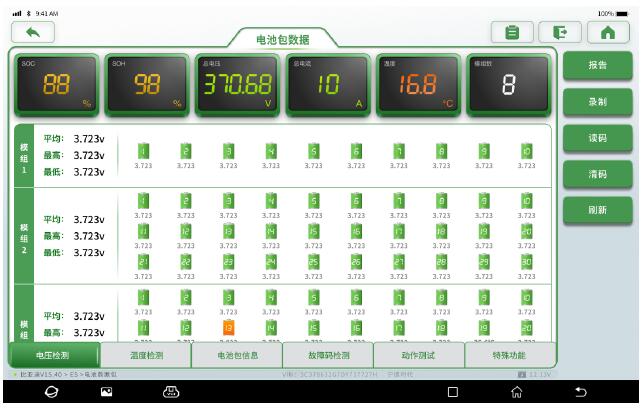 9:41 AM 100%
电池包数据
SOC 88 %
SOH 98 %
总电压 370.68 V
总电流 10 A
温度 16.8 °C
模组数 8
报告
录制
读码
清码
刷新
模组1
平均: 3.723v
最高: 3.723v
最低: 3.723v
1 2 3 4 5 6 7 8 9 10
3.723 3.723 3.723 3.723 3.723 3.723 3.723 3.723 3.723 3.723
模组2
平均: 3.723v
最高: 3.723v
最低: 3.723v
1 2 3 4 5 6 7 8 9 10
3.723 3.723 3.723 3.723 3.723 3.723 3.723 3.723 3.723 3.723
11 12 13 14 15 16 17 18 19 20
3.723 3.723 3.723 3.723 3.723 3.723 3.723 3.723 3.723 3.723
21 22 23 24 25 26 27 28 29 30
3.723 3.723 3.723 3.723 3.723 3.723 3.723 3.723 3.723 3.723
模组
平均: 3.723v
最高: 3.723v
1 2 3 4 5 6 7 8 9 10
3.723 3.723 3.723 3.723 3.723 3.723 3.723 3.723 3.723 3.723
11 12 13 14 15 16 17 18 19 20
电压检测
温度检测
电池包信息
故障码检测
动作测试
特殊功能
比亚迪V15.40 > E5 >电池数据包
12.13V